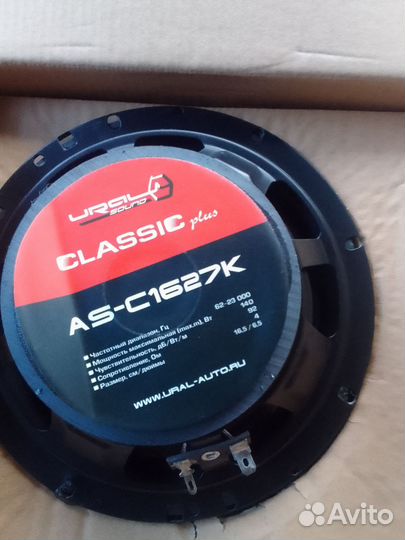 URAL
SOUND
CLASSIC plus
AS-C1627K
Частотный диапазон, Гц 62-23 000
Мощность максимальная (max.m), Вт 140
Чувствительность, дБ/Вт/м 92
Сопротивление, Ом 4
Размер, см/дюймы 16.5 / 6.5
WWW.URAL-AUTO.RU
Avito